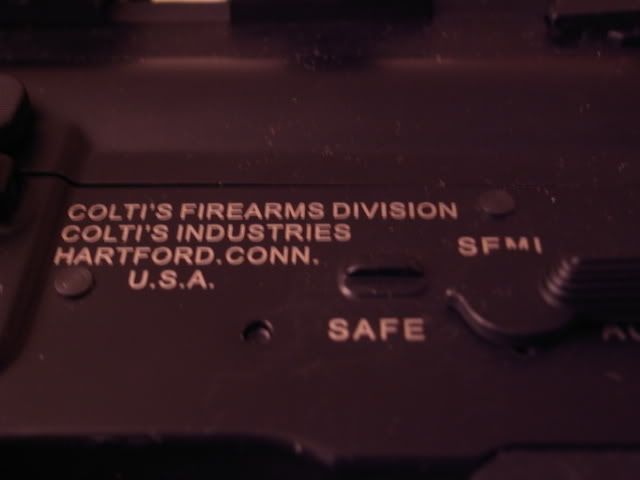 COLTI'S FIREARMS DIVISION
COLTI'S INDUSTRIES
HARTFORD.CONN.
U.S.A.
SEMI
SAFE